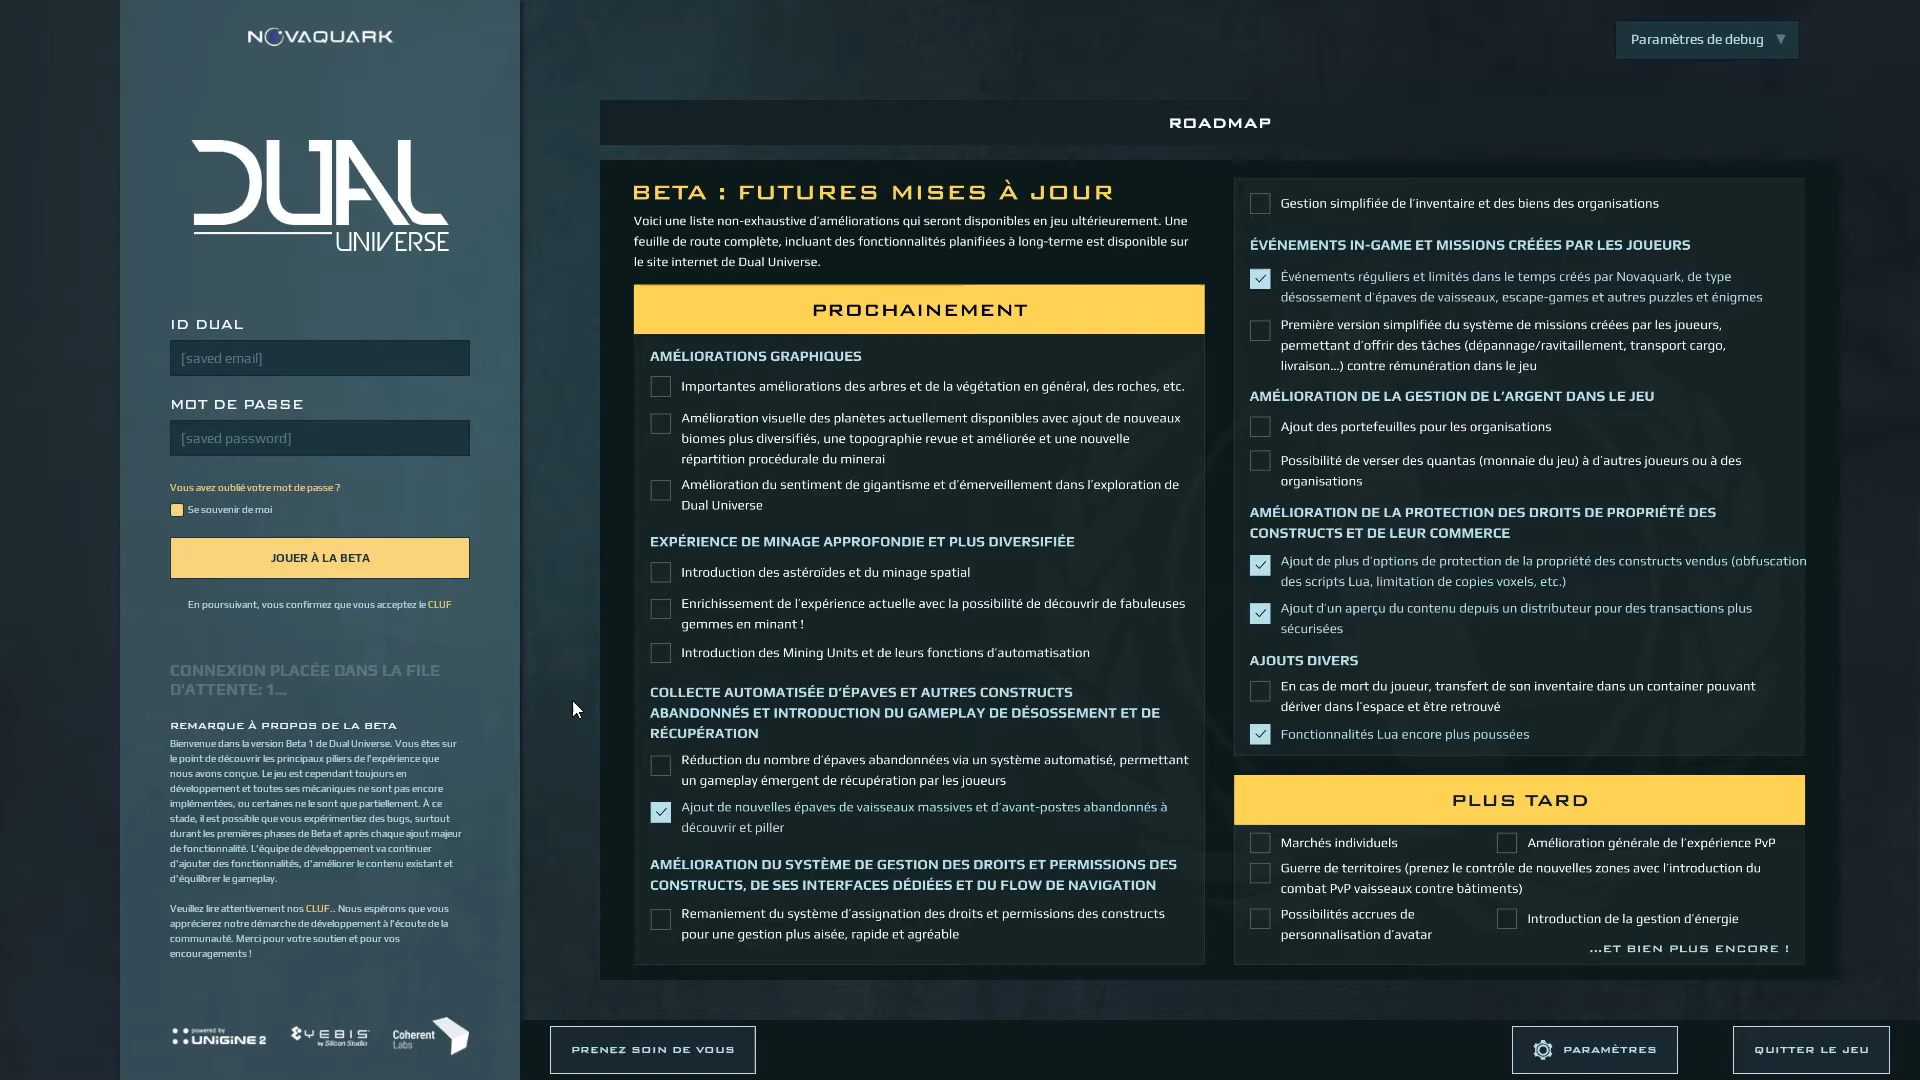 NOVAQUARK
DUAL
UNIVERSE
ID DUAL
[saved email]
MOT DE PASSE
[saved password]
Vous avez oublié votre mot de passe ?
Se souvenir de moi
JOUER À LA BETA
En poursuivant, vous confirmez que vous acceptez le CLUF
CONNEXION PLACÉE DANS LA FILE
D'ATTENTE: 1...
REMARQUE À PROPOS DE LA BETA
Bienvenue dans la version Beta 1 de Dual Universe. Vous êtes sur
le point de découvrir les principaux piliers de l'expérience que
nous avons conçue. Le jeu est cependant toujours en
développement et toutes ses mécaniques ne sont pas encore
implémentées, ou certaines ne le sont que partiellement. À ce
stade, il est possible que vous expérimentiez des bugs, surtout
durant les premières phases de Beta et après chaque ajout majeur
de fonctionnalité. L'équipe de développement va continuer
d'ajouter des fonctionnalités, d'améliorer le contenu existant et
d'équilibrer le gameplay.
Veuillez lire attentivement nos CLUF.. Nous espérons que vous
apprécierez notre démarche de développement à l'écoute de la
communauté. Merci pour votre soutien et pour vos
encouragements !
powered by
UNIGINE 2
YEBIS
by Silicon Studio
Coherent
Labs
Paramètres de debug
ROADMAP
BETA : FUTURES MISES À JOUR
Voici une liste non-exhaustive d'améliorations qui seront disponibles en jeu ultérieurement. Une
feuille de route complète, incluant des fonctionnalités planifiées à long-terme est disponible sur
le site internet de Dual Universe.
PROCHAINEMENT
AMÉLIORATIONS GRAPHIQUES
Importantes améliorations des arbres et de la végétation en général, des roches, etc.
Amélioration visuelle des planètes actuellement disponibles avec ajout de nouveaux
biomes plus diversifiés, une topographie revue et améliorée et une nouvelle
répartition procédurale du minerai
Amélioration du sentiment de gigantisme et d'émerveillement dans l'exploration de
Dual Universe
EXPÉRIENCE DE MINAGE APPROFONDIE ET PLUS DIVERSIFIÉE
Introduction des astéroïdes et du minage spatial
Enrichissement de l'expérience actuelle avec la possibilité de découvrir de fabuleuses
gemmes en minant !
Introduction des Mining Units et de leurs fonctions d'automatisation
COLLECTE AUTOMATISÉE D'ÉPAVES ET AUTRES CONSTRUCTS
ABANDONNÉS ET INTRODUCTION DU GAMEPLAY DE DÉSOSSEMENT ET DE
RÉCUPÉRATION
Réduction du nombre d'épaves abandonnées via un système automatisé, permettant
un gameplay émergent de récupération par les joueurs
Ajout de nouvelles épaves de vaisseaux massives et d'avant-postes abandonnés à
découvrir et piller
AMÉLIORATION DU SYSTÈME DE GESTION DES DROITS ET PERMISSIONS DES
CONSTRUCTS, DE SES INTERFACES DÉDIÉES ET DU FLOW DE NAVIGATION
Remaniement du système d'assignation des droits et permissions des constructs
pour une gestion plus aisée, rapide et agréable
Gestion simplifiée de l'inventaire et des biens des organisations
ÉVÉNEMENTS IN-GAME ET MISSIONS CRÉÉES PAR LES JOUEURS
Événements réguliers et limités dans le temps créés par Novaquark, de type
désossement d'épaves de vaisseaux, escape-games et autres puzzles et énigmes
Première version simplifiée du système de missions créées par les joueurs,
permettant d'offrir des tâches (dépannage/ravitaillement, transport cargo,
livraison...) contre rémunération dans le jeu
AMÉLIORATION DE LA GESTION DE L'ARGENT DANS LE JEU
Ajout des portefeuilles pour les organisations
Possibilité de verser des quantas (monnaie du jeu) à d'autres joueurs ou à des
organisations
AMÉLIORATION DE LA PROTECTION DES DROITS DE PROPRIÉTÉ DES
CONSTRUCTS ET DE LEUR COMMERCE
Ajout de plus d'options de protection de la propriété des constructs vendus (obfuscation
des scripts Lua, limitation de copies voxels, etc.)
Ajout d'un aperçu du contenu depuis un distributeur pour des transactions plus
sécurisées
AJOUTS DIVERS
En cas de mort du joueur, transfert de son inventaire dans un container pouvant
dériver dans l'espace et être retrouvé
Fonctionnalités Lua encore plus poussées
PLUS TARD
Marchés individuels
Amélioration générale de l'expérience PvP
Guerre de territoires (prenez le contrôle de nouvelles zones avec l'introduction du
combat PvP vaisseaux contre bâtiments)
Possibilités accrues de
personnalisation d'avatar
Introduction de la gestion d'énergie
...ET BIEN PLUS ENCORE !
PRENEZ SOIN DE VOUS
PARAMÈTRES
QUITTER LE JEU